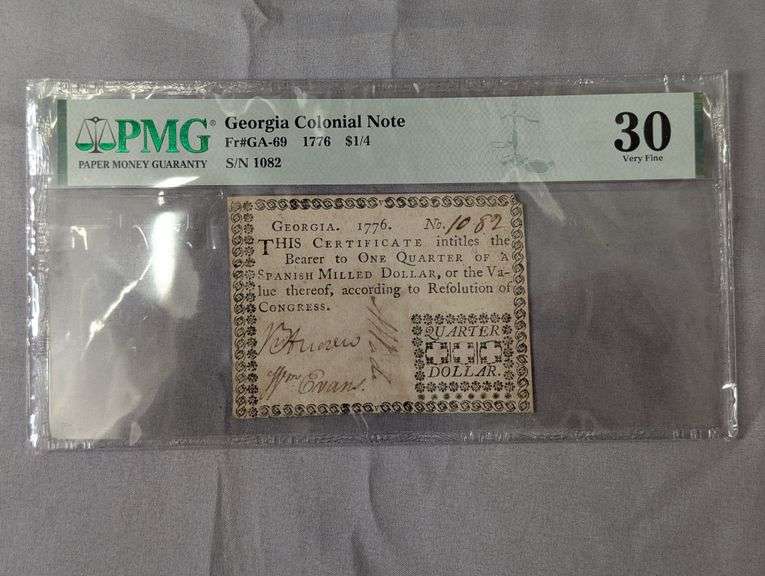 PMG®
PAPER MONEY GUARANTY
Georgia Colonial Note
Fr#GA-69 1776 $1/4
S/N 1082
30
Very Fine
GEORGIA. 1776. No. 1082
THIS CERTIFICATE intitles the
Bearer to ONE QUARTER OF A
SPANISH MILLED DOLLAR, or the Va-
lue thereof, according to Resolution of
CONGRESS.
QUARTER
DOLLAR.
Wm Evans